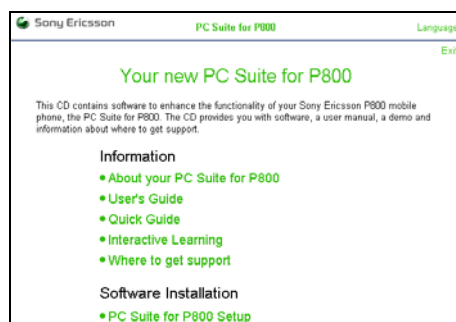 Sony Ericsson PC Suite for P800 Language
Exit
Your new PC Suite for P800
This CD contains software to enhance the functionality of your Sony Ericsson P800 mobile
phone, the PC Suite for P800. The CD provides you with software, a user manual, a demo and
information about where to get support.
Information
• About your PC Suite for P800
• User's Guide
• Quick Guide
• Interactive Learning
• Where to get support
Software Installation
• PC Suite for P800 Setup